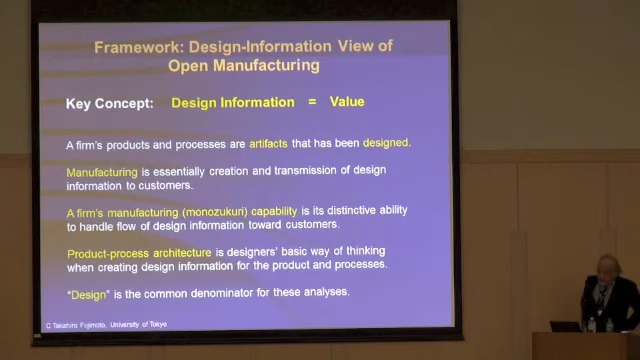 Framework: Design-Information View of
Open Manufacturing
Key Concept: Design Information = Value
A firm's products and processes are artifacts that has been designed.
Manufacturing is essentially creation and transmission of design
information to customers.
A firm's manufacturing (monozukuri) capability is its distinctive ability
to handle flow of design information toward customers.
Product-process architecture is designers' basic way of thinking
when creating design information for the product and processes.
“Design” is the common denominator for these analyses.
C Takahiro Fujimoto, University of Tokyo